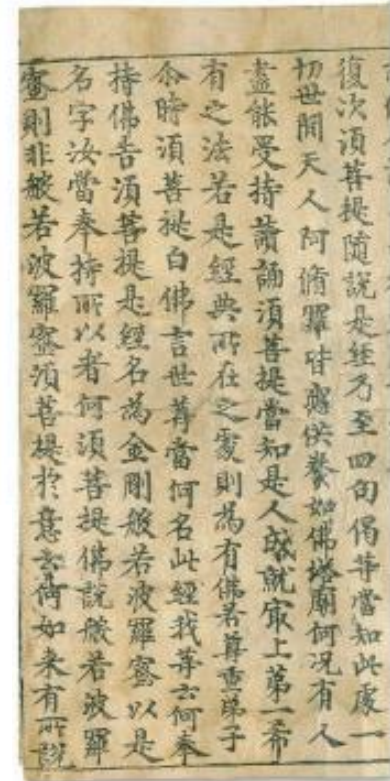 復次須菩提隨說是経乃至四句偈等當知此處一
切世間天人阿脩羅皆應供養如佛塔廟何況有人
盡能受持讀誦須菩提當知是人成就冣上第一希
有之法若是經典所在之處則為有佛若尊重弟子
尒時須菩提白佛言世尊當何名此經我等云何奉
持佛告須菩提是經名為金剛般若波羅蜜以是
名字汝當奉持所以者何須菩提佛說般若波羅
蜜則非般若波羅蜜須菩提於意云何如来有所說